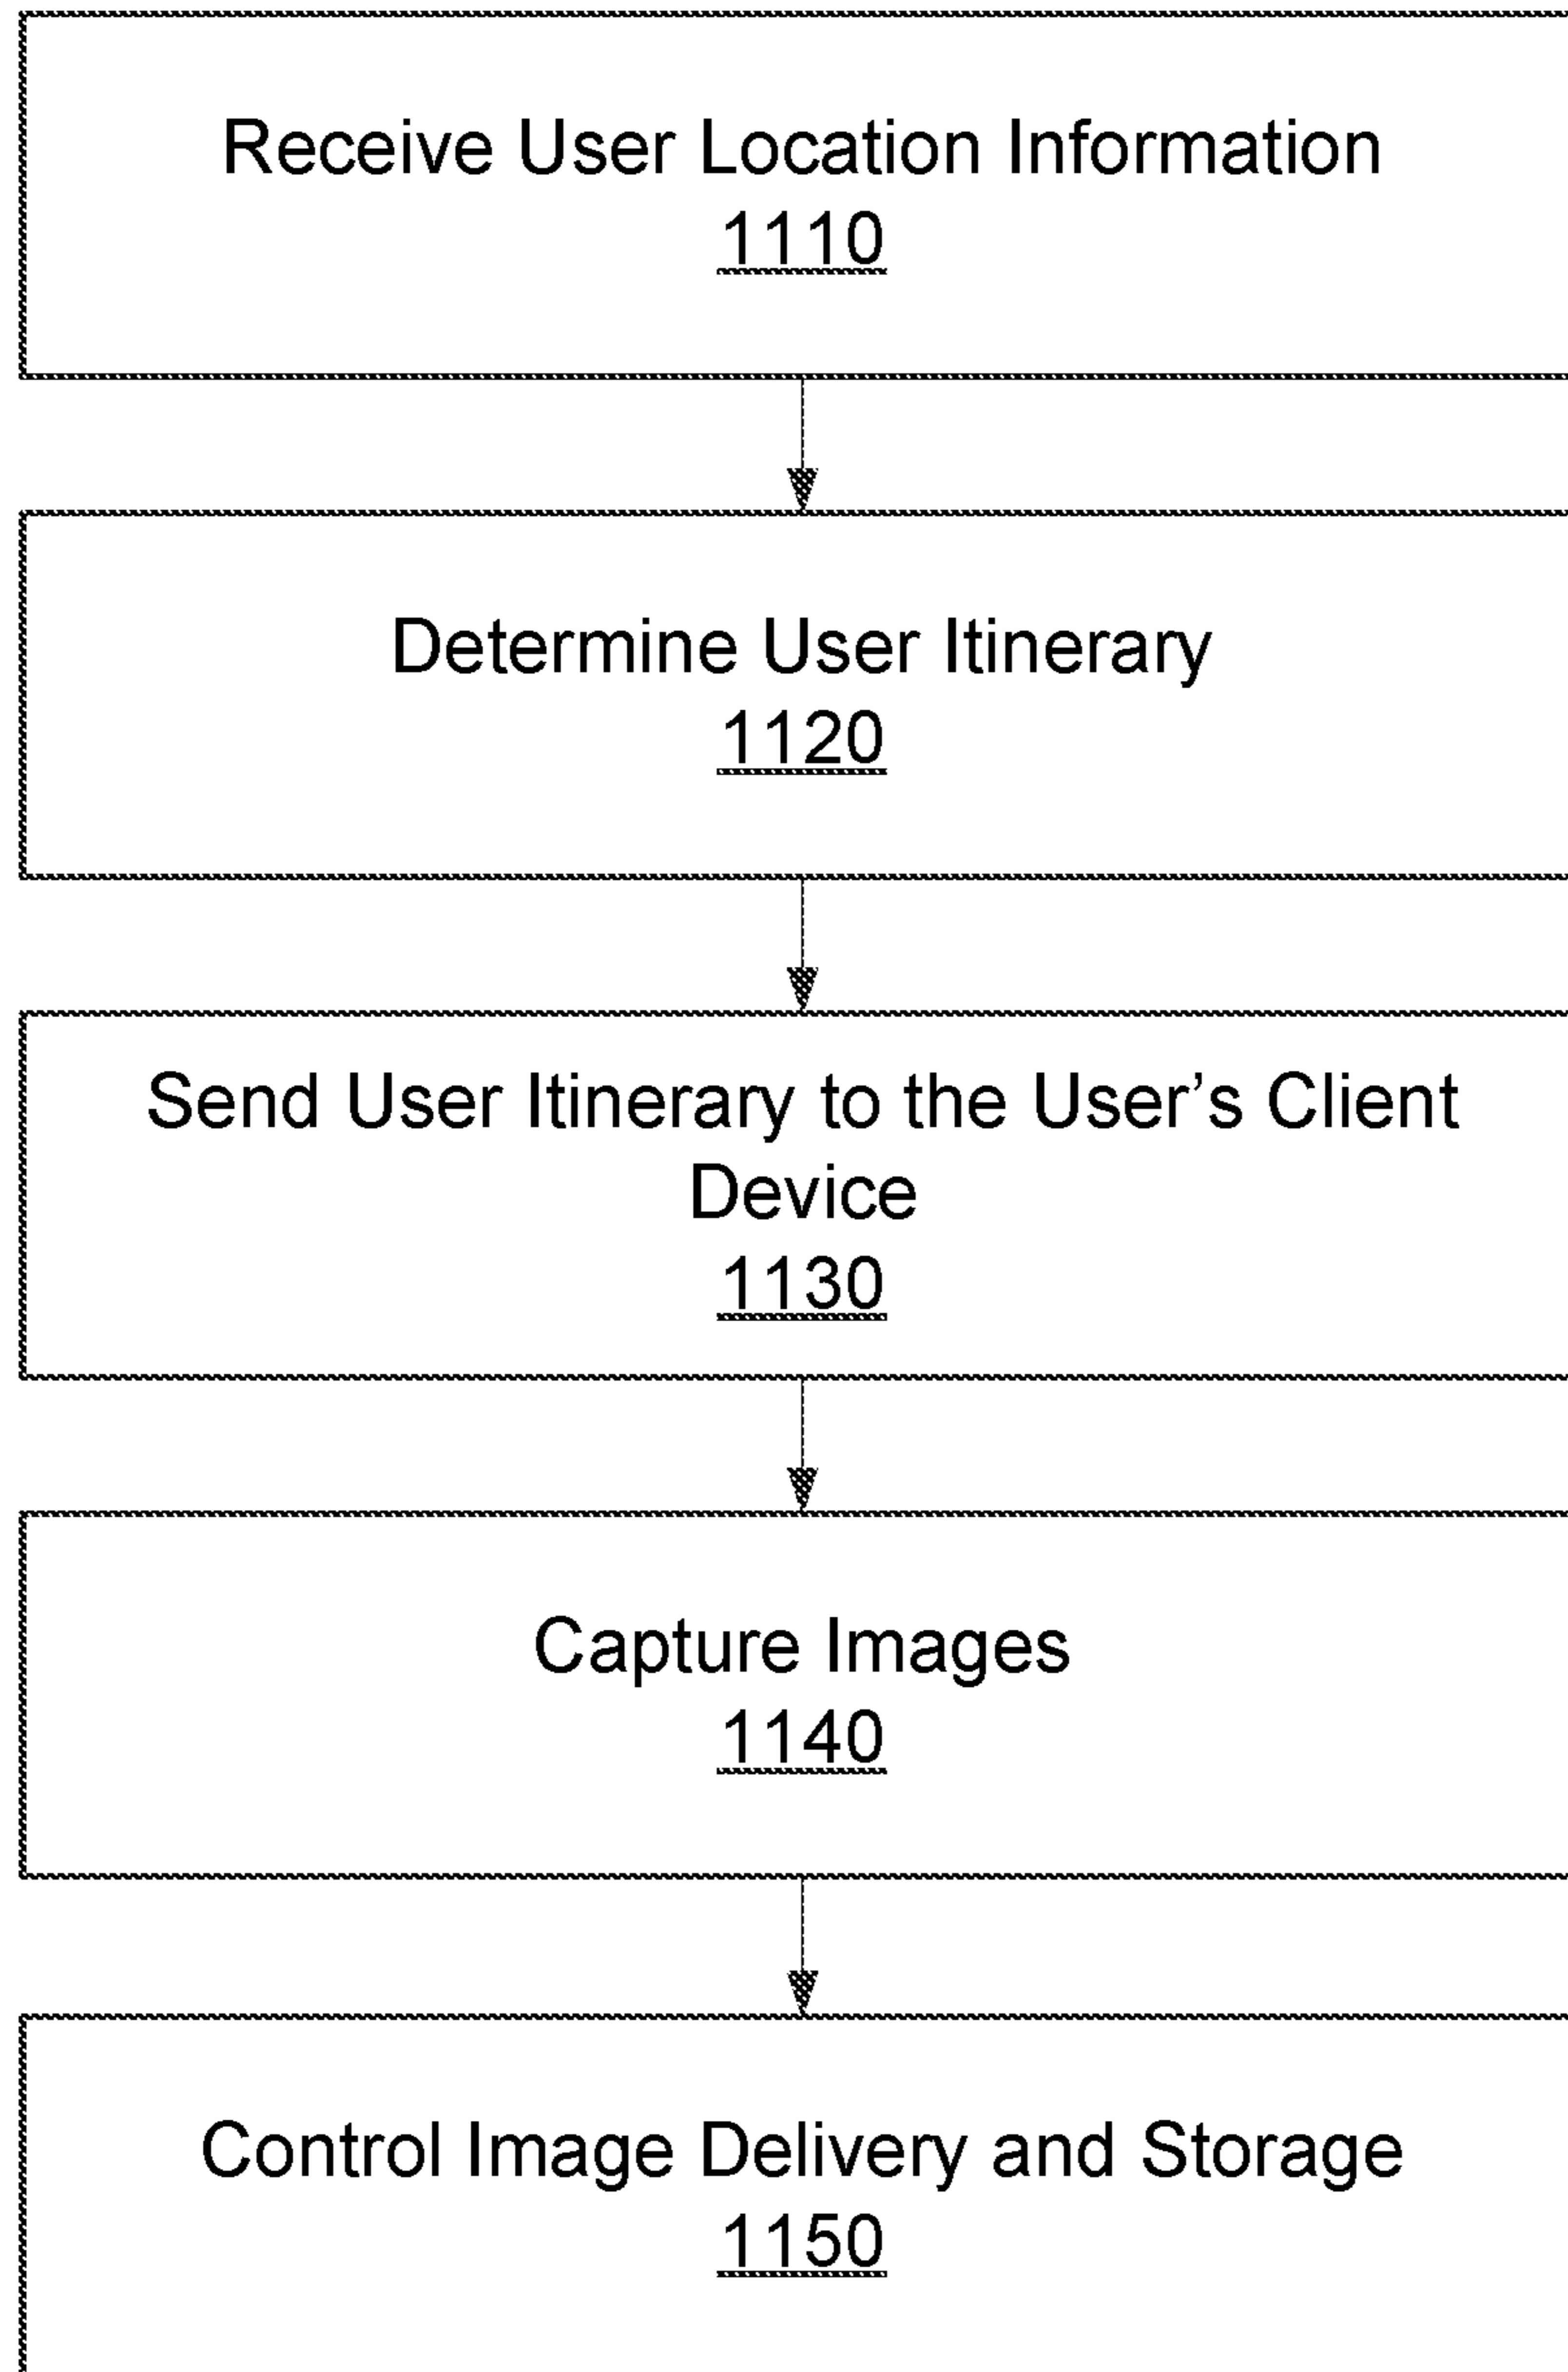 Receive User Location Information
1110
Determine User Itinerary
1120
Send User Itinerary to the User’s Client
Device
1130
Capture Images
1140
Control Image Delivery and Storage
1150